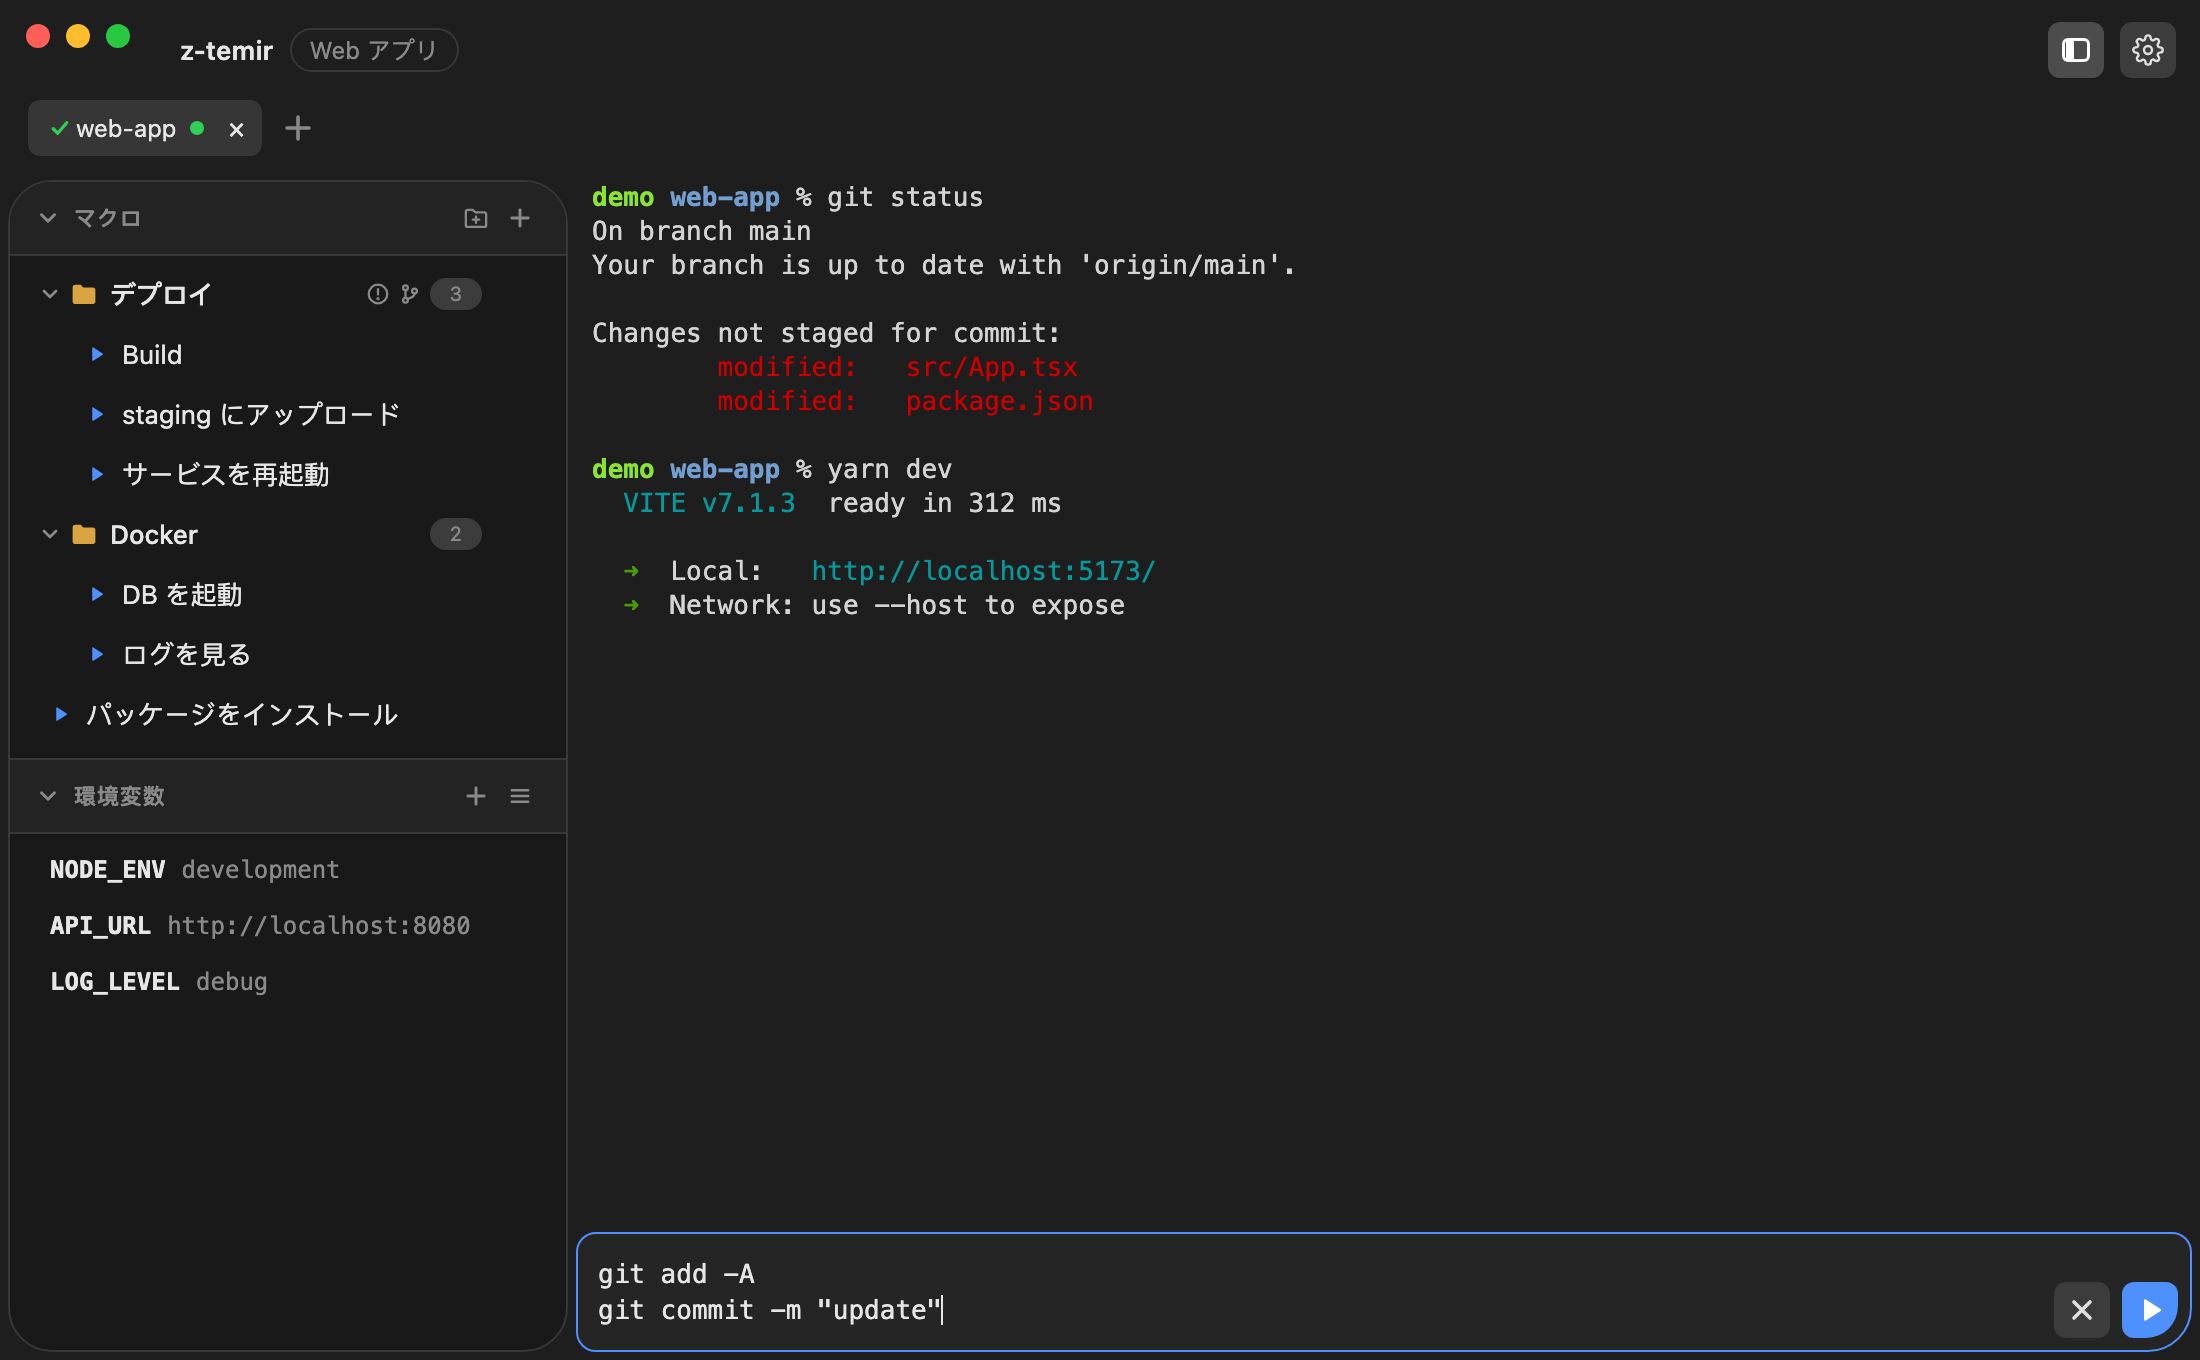 z-temir Web アプリ
web-app
マクロ
デプロイ 3
Build
staging にアップロード
サービスを再起動
Docker 2
DB を起動
ログを見る
パッケージをインストール
環境変数
NODE_ENV development
API_URL http://localhost:8080
LOG_LEVEL debug
demo web-app % git status
On branch main
Your branch is up to date with 'origin/main'.
Changes not staged for commit:
modified: src/App.tsx
modified: package.json
demo web-app % yarn dev
VITE v7.1.3 ready in 312 ms
➜ Local: http://localhost:5173/
➜ Network: use --host to expose
git add -A
git commit -m "update"